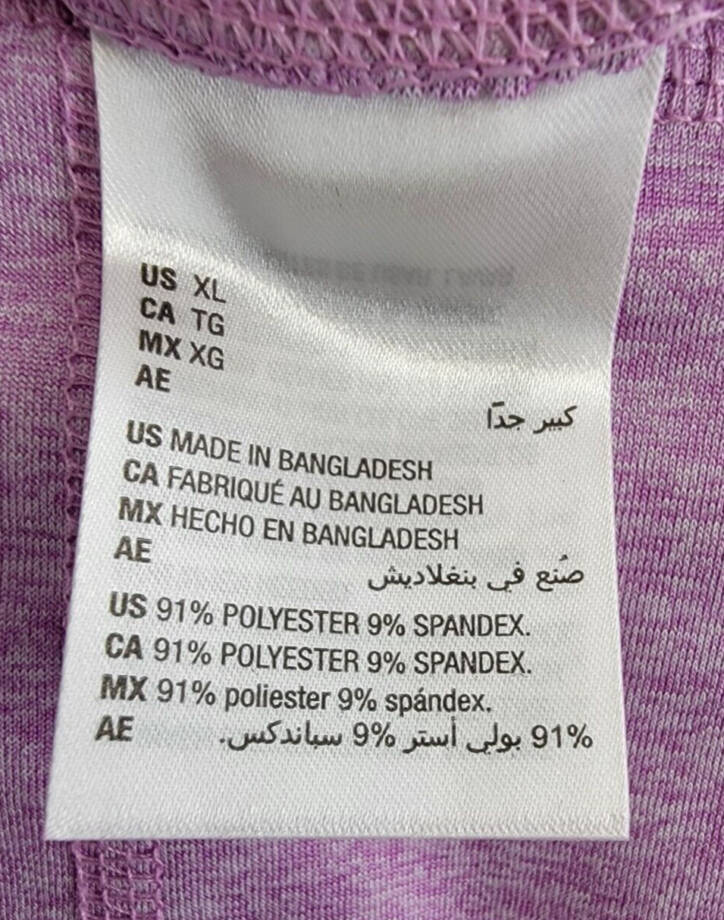 US XL
CA TG
MX XG
AE
كبير جدًا
US MADE IN BANGLADESH
CA FABRIQUÉ AU BANGLADESH
MX HECHO EN BANGLADESH
AE
صُنع في بنغلاديش
US 91% POLYESTER 9% SPANDEX.
CA 91% POLYESTER 9% SPANDEX.
MX 91% poliester 9% spándex.
AE 91% بولي أستر 9% سباندكس.